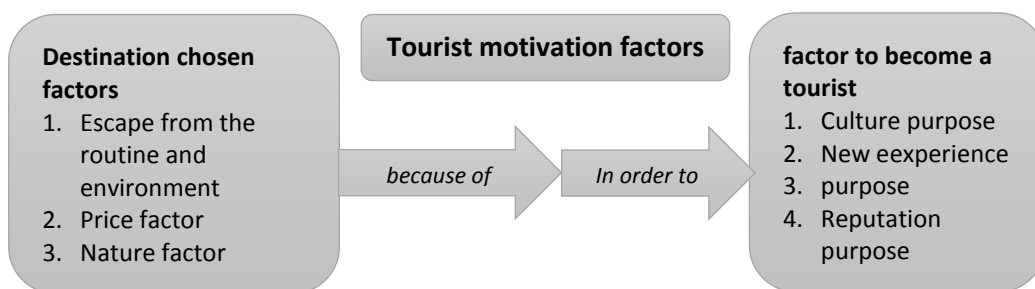 Destination chosen
factors
1. Escape from the
routine and
environment
2. Price factor
3. Nature factor
Tourist motivation factors
because of
In order to
factor to become a
tourist
1. Culture purpose
2. New eexperience
3. purpose
4. Reputation
purpose